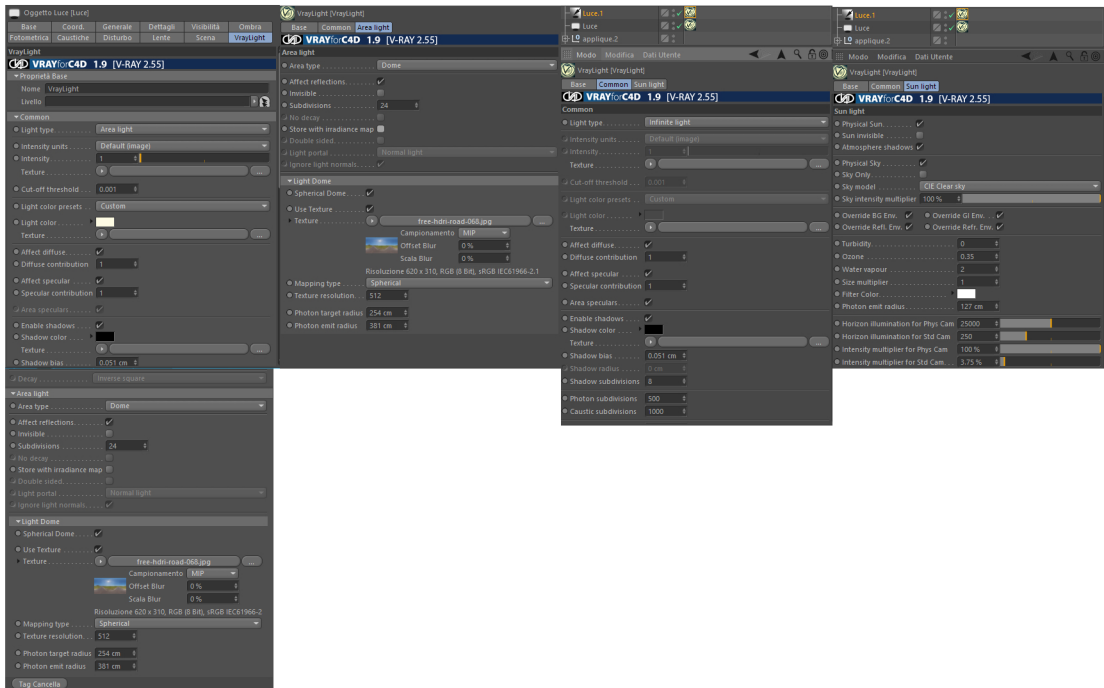 Oggetto Luce [Luce]
Base Coord. Generale Dettagli Visibilità Ombra
Fotometrica Caustiche Disturbo Lente Scena VrayLight
VrayLight
VRAYforC4D 1.9 [V-RAY 2.55]
Proprietà Base
Nome VrayLight
Livello
Common
Light type Area light
Intensity units Default (image)
Intensity 1
Texture ...
Cut-off threshold 0.001
Light color presets Custom
Light color
Texture ...
Affect diffuse
Diffuse contribution 1
Affect specular
Specular contribution 1
Area speculars
Enable shadows
Shadow color
Texture ...
Shadow bias 0.051 cm
Decay Inverse square
Area light
Area type Dome
Affect reflections
Invisible
Subdivisions 24
No decay
Store with irradiance map
Double sided
Light portal Normal light
Ignore light normals
Light Dome
Spherical Dome
Use Texture
Texture free-hdri-road-068.jpg ...
Campionamento MIP
Offset Blur 0 %
Scala Blur 0 %
Risoluzione 620 x 310, RGB (8 Bit), sRGB IEC61966-2
Mapping type Spherical
Texture resolution 512
Photon target radius 254 cm
Photon emit radius 381 cm
Tag Cancella
VrayLight [VrayLight]
Base Common Area light
VRAYforC4D 1.9 [V-RAY 2.55]
Area light
Area type Dome
Affect reflections
Invisible
Subdivisions 24
No decay
Store with irradiance map
Double sided
Light portal Normal light
Ignore light normals
Light Dome
Spherical Dome
Use Texture
Texture free-hdri-road-068.jpg ...
Campionamento MIP
Offset Blur 0 %
Scala Blur 0 %
Risoluzione 620 x 310, RGB (8 Bit), sRGB IEC61966-2.1
Mapping type Spherical
Texture resolution 512
Photon target radius 254 cm
Photon emit radius 381 cm
Luce.1
Luce
applique.2
Modo Modifica Dati Utente
VrayLight [VrayLight]
Base Common Sun light
VRAYforC4D 1.9 [V-RAY 2.55]
Common
Light type Infinite light
Intensity units Default (image)
Intensity 1
Texture ...
Cut-off threshold 0.001
Light color presets Custom
Light color
Texture ...
Affect diffuse
Diffuse contribution 1
Affect specular
Specular contribution 1
Area speculars
Enable shadows
Shadow color
Texture ...
Shadow bias 0.051 cm
Shadow radius 0 cm
Shadow subdivisions 8
Photon subdivisions 500
Caustic subdivisions 1000
Luce.1
Luce
applique.2
Modo Modifica Dati Utente
VrayLight [VrayLight]
Base Common Sun light
VRAYforC4D 1.9 [V-RAY 2.55]
Sun light
Physical Sun
Sun invisible
Atmosphere shadows
Physical Sky
Sky Only
Sky model CIE Clear sky
Sky intensity multiplier 100 %
Override BG Env. Override GI Env.
Override Refl. Env. Override Refr. Env.
Turbidity 0
Ozone 0.35
Water vapour 2
Size multiplier 1
Filter Color
Photon emit radius 127 cm
Horizon illumination for Phys Cam 25000
Horizon illumination for Std Cam 250
Intensity multiplier for Phys Cam 100 %
Intensity multiplier for Std Cam 3.75 %